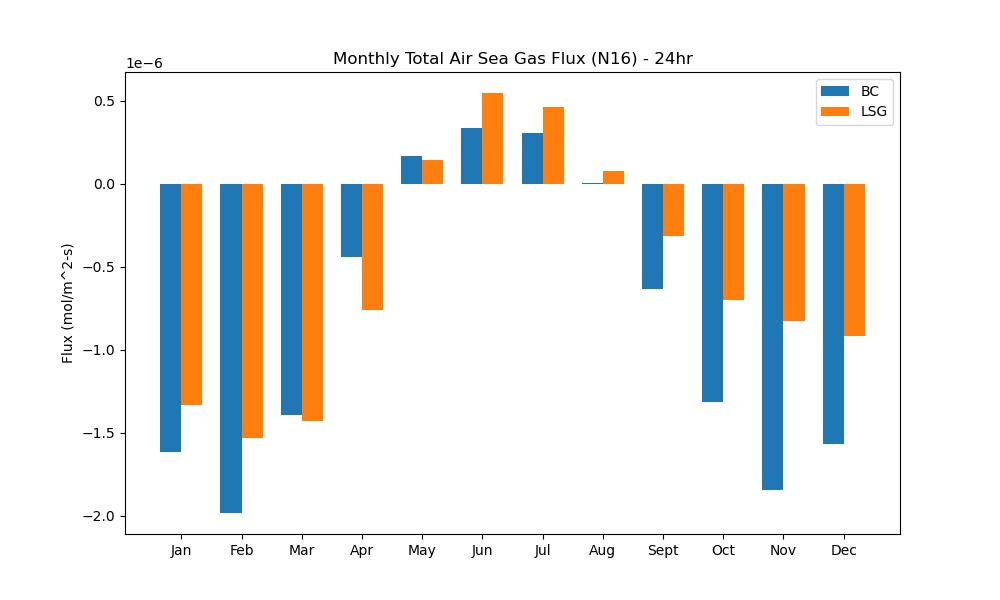 Monthly Total Air Sea Gas Flux (N16) - 24hr
1e−6
BC
LSG
0.5
0.0
−0.5
−1.0
−1.5
−2.0
Flux (mol/m^2-s)
Jan Feb Mar Apr May Jun Jul Aug Sept Oct Nov Dec